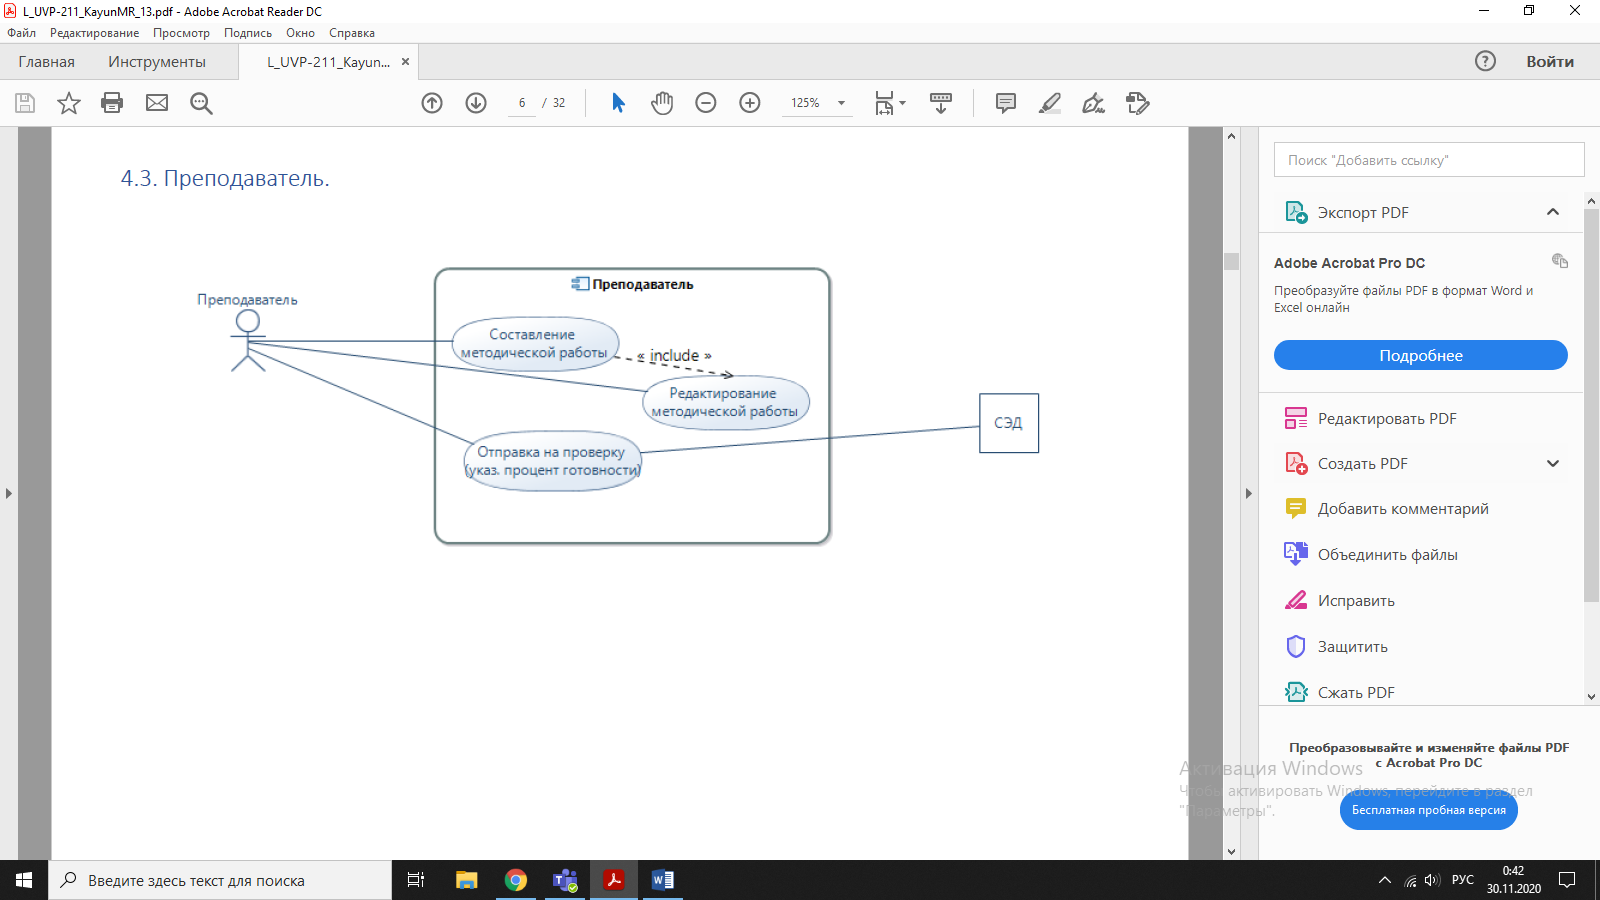 L_UVP-211_KayunMR_13.pdf - Adobe Acrobat Reader DC
Файл Редактирование Просмотр Подпись Окно Справка
Главная Инструменты L_UVP-211_Kayun... × Войти
6 / 32 125%
4.3. Преподаватель.
Преподаватель
Преподаватель
Составление
методической работы
« include »
Редактирование
методической работы
Отправка на проверку
(указ. процент готовности)
СЭД
Поиск "Добавить ссылку"
Экспорт PDF
Adobe Acrobat Pro DC
Преобразуйте файлы PDF в формат Word и
Excel онлайн
Подробнее
Редактировать PDF
Создать PDF
Добавить комментарий
Объединить файлы
Исправить
Защитить
Сжать PDF
Преобразовывайте и изменяйте файлы PDF
с Acrobat Pro DC
Активация Windows
Чтобы активировать Windows, перейдите в раздел
"Параметры".
Бесплатная пробная версия
Введите здесь текст для поиска
РУС
0:42
30.11.2020